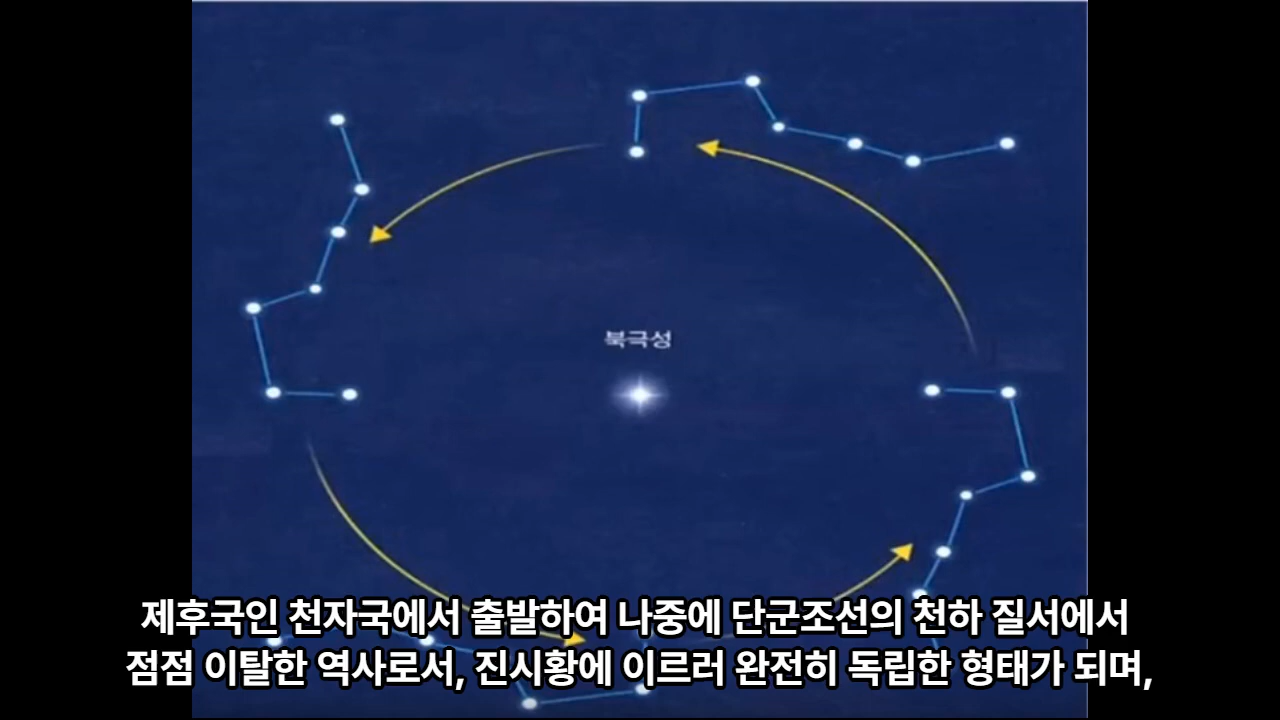 북극성
제후국인 천자국에서 출발하여 나중에 단군조선의 천하 질서에서
점점 이탈한 역사로서, 진시황에 이르러 완전히 독립한 형태가 되며,